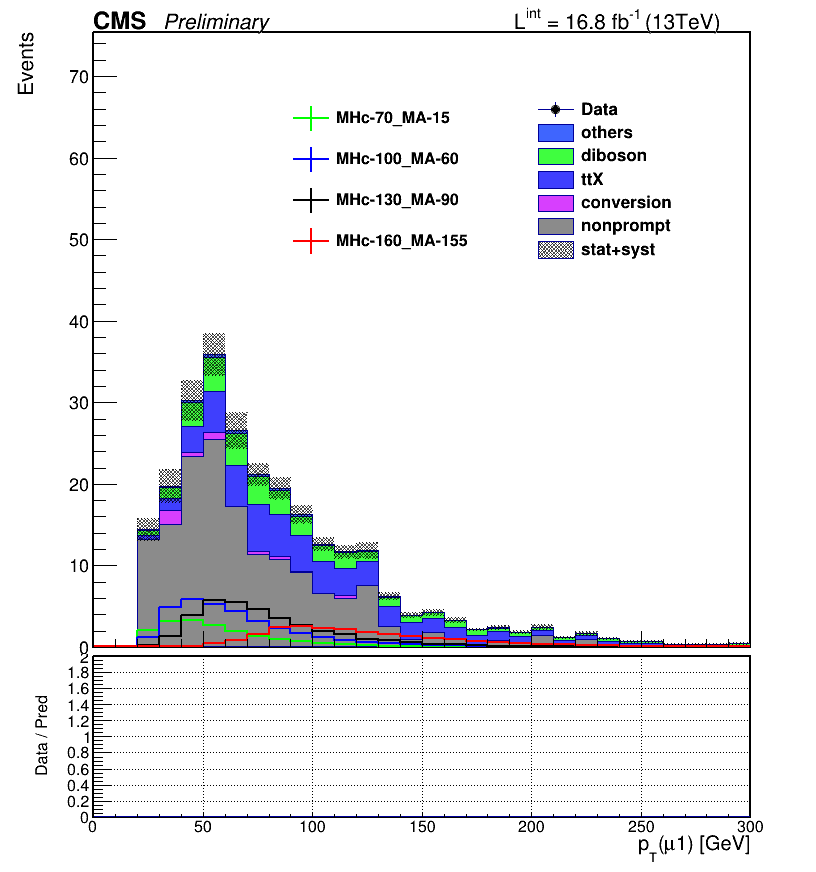 CMS Preliminary
L^int = 16.8 fb^-1 (13TeV)
Events
70
60
50
40
30
20
10
0
MHc-70_MA-15
MHc-100_MA-60
MHc-130_MA-90
MHc-160_MA-155
Data
others
diboson
ttX
conversion
nonprompt
stat+syst
Data / Pred
2
1.8
1.6
1.4
1.2
1
0.8
0.6
0.4
0.2
0
0 50 100 150 200 250 300
p_T(μ1) [GeV]